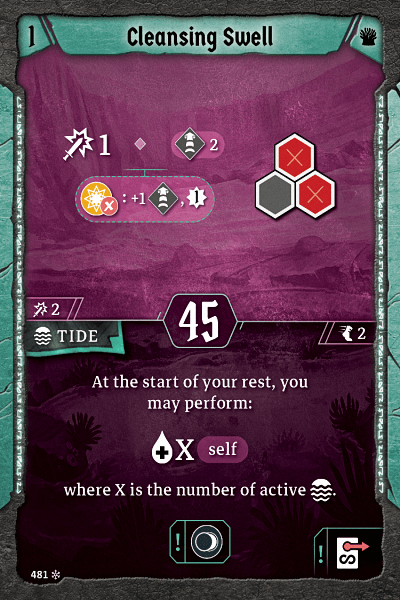 1
Cleansing Swell
1 2
X : +1 , 1
2
45
TIDE
2
At the start of your rest, you
may perform:
X self
where X is the number of active .
! !
481